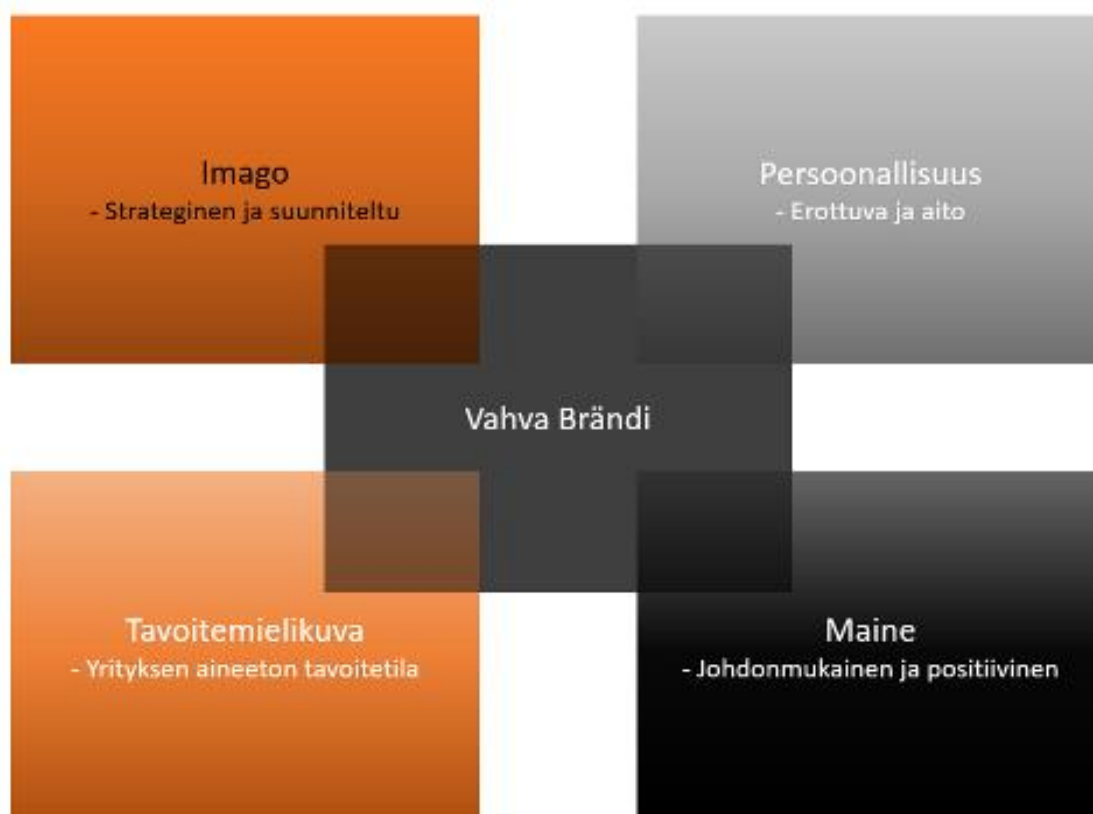 Imago
- Strateginen ja suunniteltu
Persoonallisuus
- Erottuva ja aito
Vahva Brändi
Tavoitemielikuva
- Yrityksen aineeton tavoitetila
Maine
- Johdonmukainen ja positiivinen